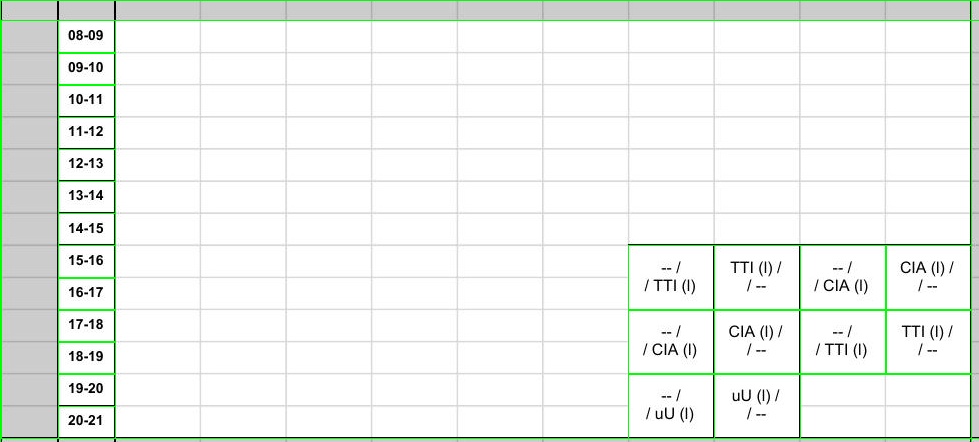 08-09
09-10
10-11
11-12
12-13
13-14
14-15
15-16
-- /
/ TTI (l)
TTI (l) /
/ --
-- /
/ CIA (l)
CIA (l) /
/ --
16-17
17-18
-- /
/ CIA (l)
CIA (l) /
/ --
-- /
/ TTI (l)
TTI (l) /
/ --
18-19
19-20
-- /
/ uU (l)
uU (l) /
/ --
20-21